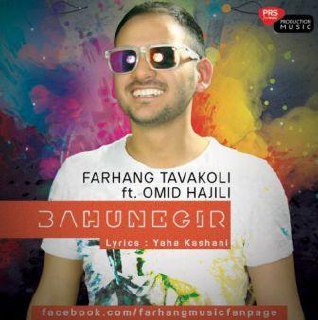 PRS
PRODUCTION
MUSIC
FARHANG TAVAKOLI
ft. OMID HAJILI
BAHUNEGIR
Lyrics : Yaha Kashani
facebook.com/farhangmusicfanpage